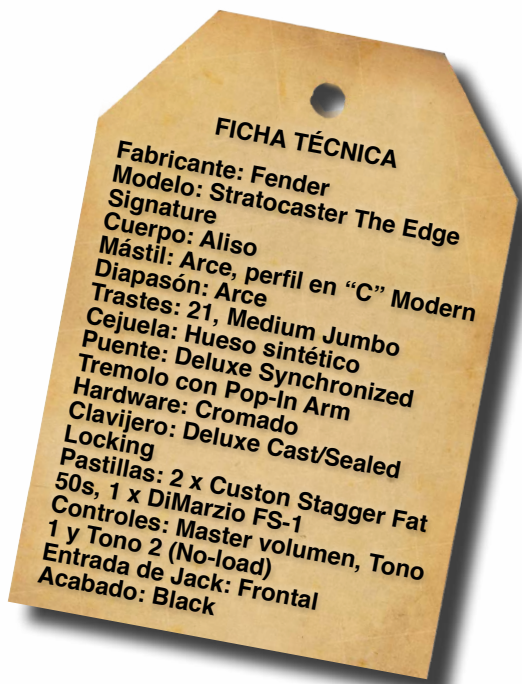 FICHA TÉCNICA
Fabricante: Fender
Modelo: Stratocaster The Edge
Signature
Cuerpo: Aliso
Mástil: Arce, perfil en “C” Modern
Diapasón: Arce
Trastes: 21, Medium Jumbo
Cejuela: Hueso sintético
Puente: Deluxe Synchronized
Tremolo con Pop-In Arm
Hardware: Cromado
Clavijero: Deluxe Cast/Sealed
Locking
Pastillas: 2 x Custon Stagger Fat
50s, 1 x DiMarzio FS-1
Controles: Master volumen, Tono
1 y Tono 2 (No-load)
Entrada de Jack: Frontal
Acabado: Black